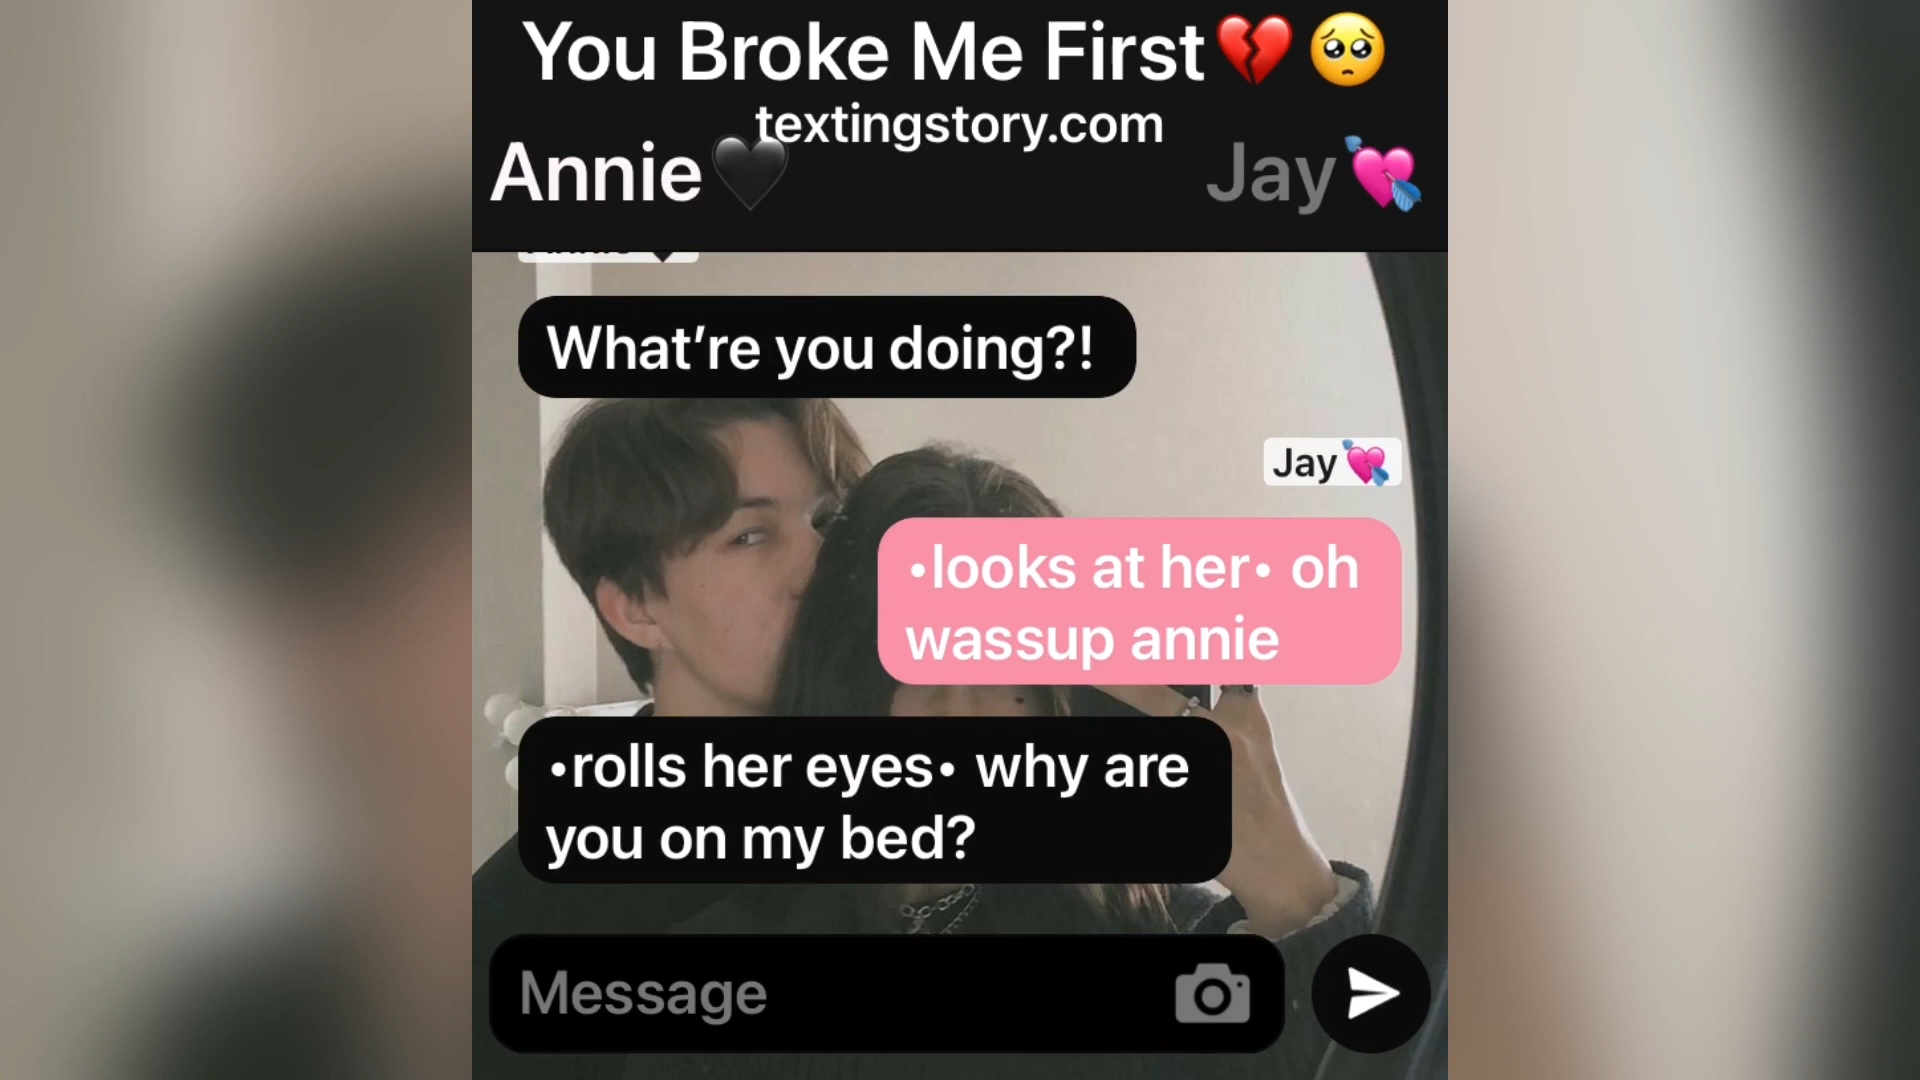 You Broke Me First💔🥺
textingstory.com
Annie🖤
Jay💘
What're you doing?!
Jay💘
•looks at her• oh
wassup annie
•rolls her eyes• why are
you on my bed?
Message